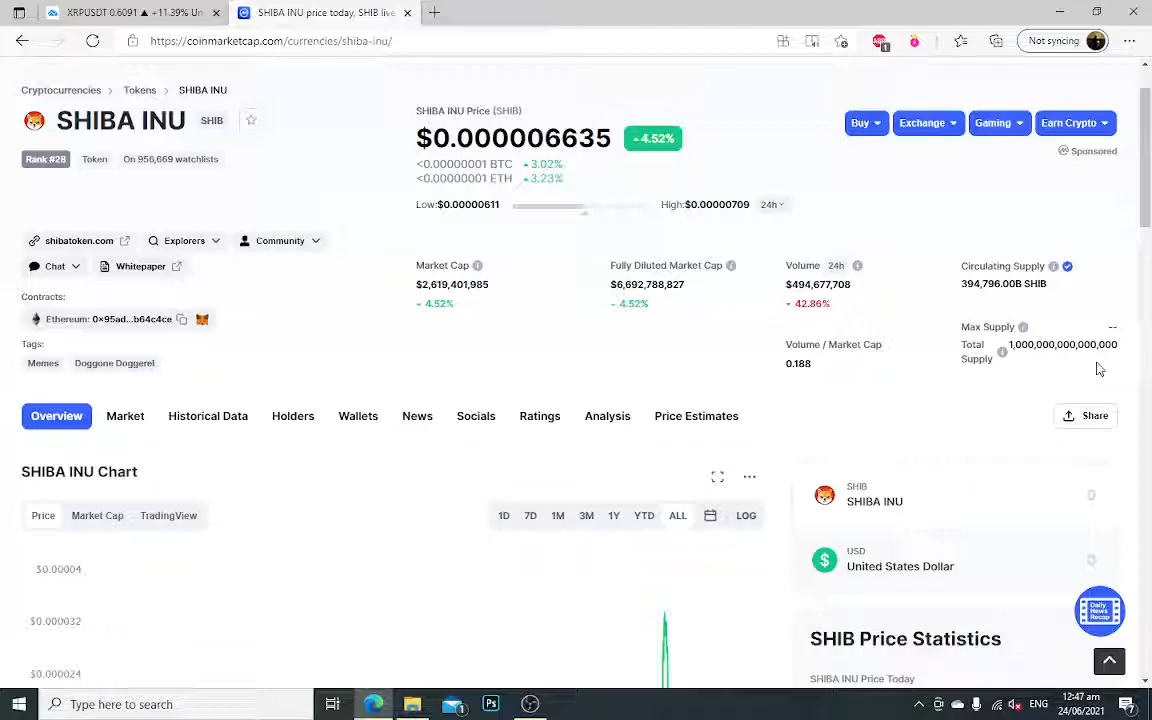 XRPUSDT 0.6091 ▲ +11.39% Un
SHIBA INU price today, SHIB live
https://coinmarketcap.com/currencies/shiba-inu/
1
Not syncing
Cryptocurrencies > Tokens > SHIBA INU
SHIBA INU SHIB
Rank #28 Token On 956,669 watchlists
SHIBA INU Price (SHIB)
$0.000006635 4.52%
<0.00000001 BTC 3.02%
<0.00000001 ETH 3.23%
Low:$0.00000611 High:$0.00000709 24h
Buy Exchange Gaming Earn Crypto
Sponsored
shibatoken.com Explorers Community
Chat Whitepaper
Contracts:
Ethereum: 0x95ad...b64c4ce
Tags:
Memes Doggone Doggerel
Market Cap
$2,619,401,985
4.52%
Fully Diluted Market Cap
$6,692,788,827
4.52%
Volume 24h
$494,677,708
42.86%
Volume / Market Cap
0.188
Circulating Supply
394,796.00B SHIB
Max Supply --
Total Supply 1,000,000,000,000,000
Overview Market Historical Data Holders Wallets News Socials Ratings Analysis Price Estimates
Share
SHIBA INU Chart
Price Market Cap TradingView
1D 7D 1M 3M 1Y YTD ALL LOG
$0.00004
$0.000032
$0.000024
SHIB
SHIBA INU
0
USD
United States Dollar
0
Daily
News
Recap
SHIB Price Statistics
SHIBA INU Price Today
Type here to search
1
Ps
ENG
12:47 am
24/06/2021
7